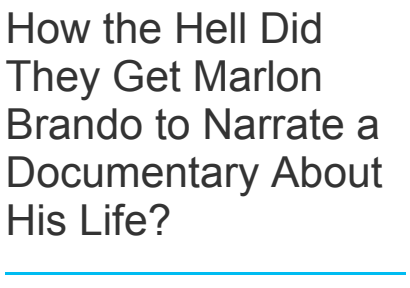 How the Hell Did
They Get Marlon
Brando to Narrate a
Documentary About
His Life?